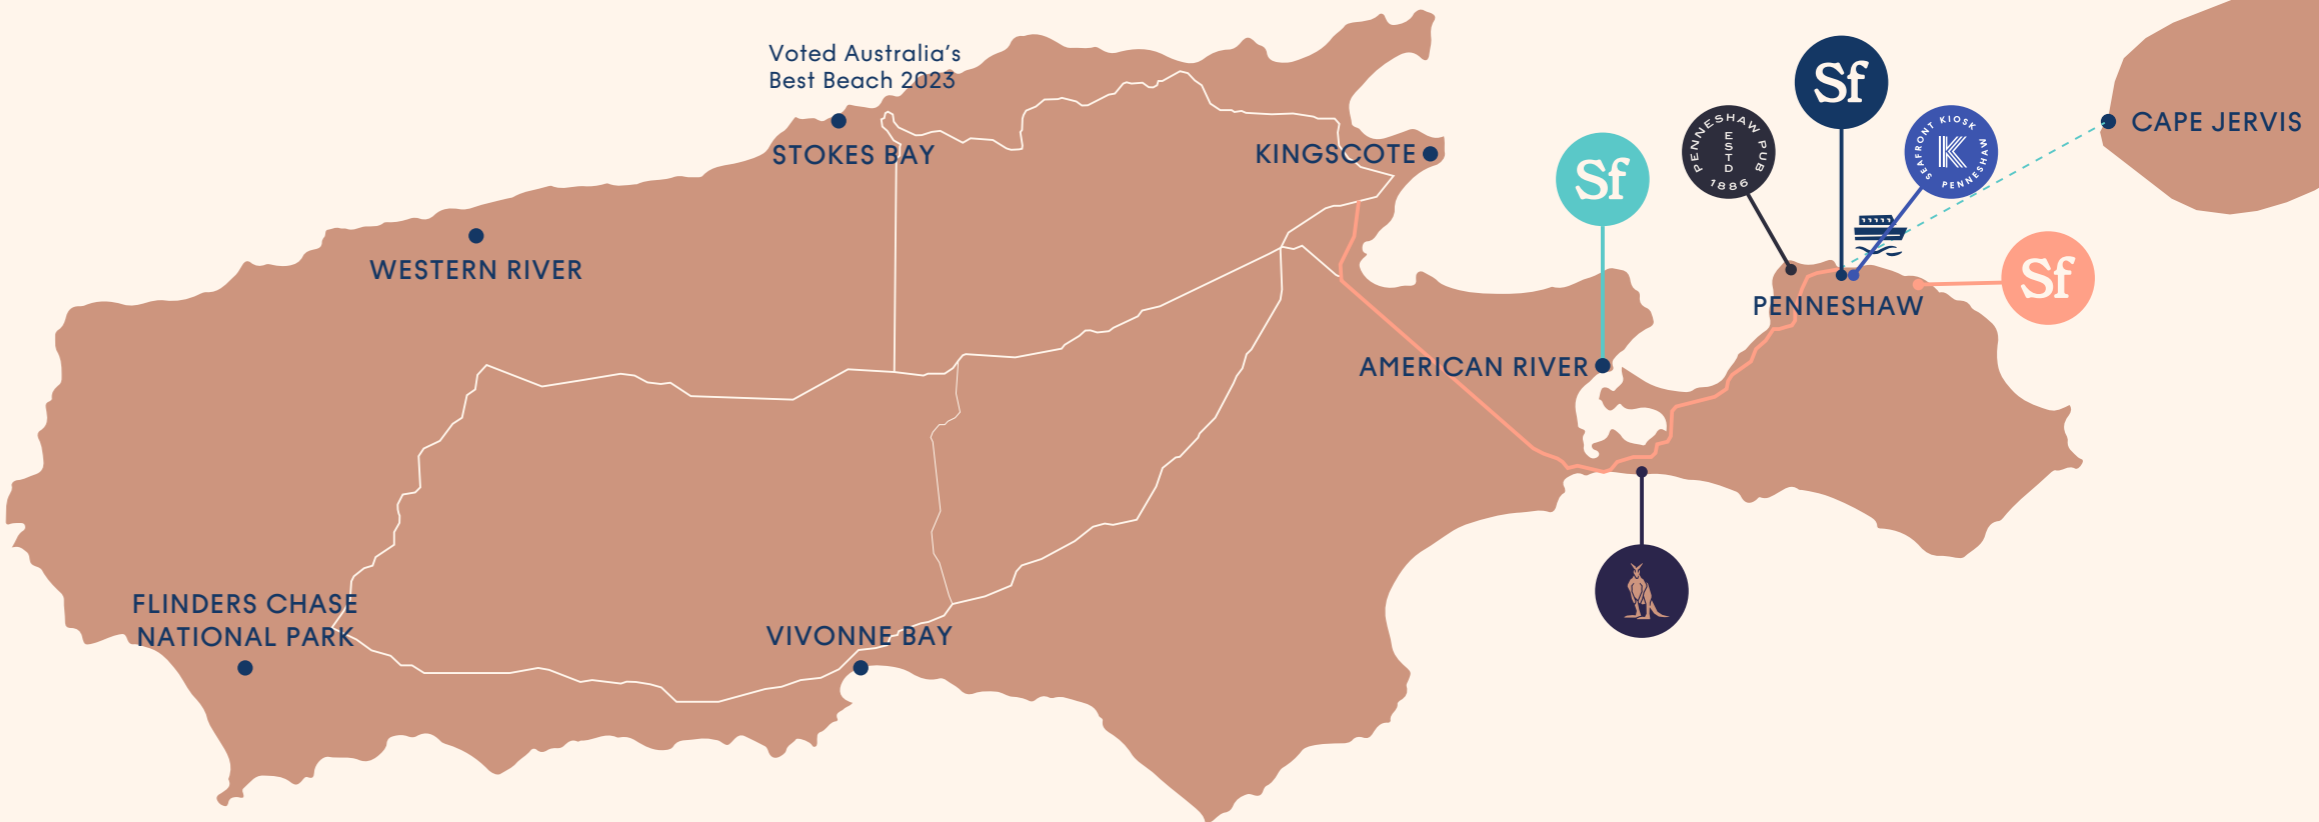 Voted Australia's
Best Beach 2023
STOKES BAY
WESTERN RIVER
KINGSCOTE
Sf
PENNESHAW PUB
ESTD
1886
Sf
SEAFRONT KIOSK
K
PENNESHAW
CAPE JERVIS
Sf
PENNESHAW
AMERICAN RIVER
FLINDERS CHASE
NATIONAL PARK
VIVONNE BAY